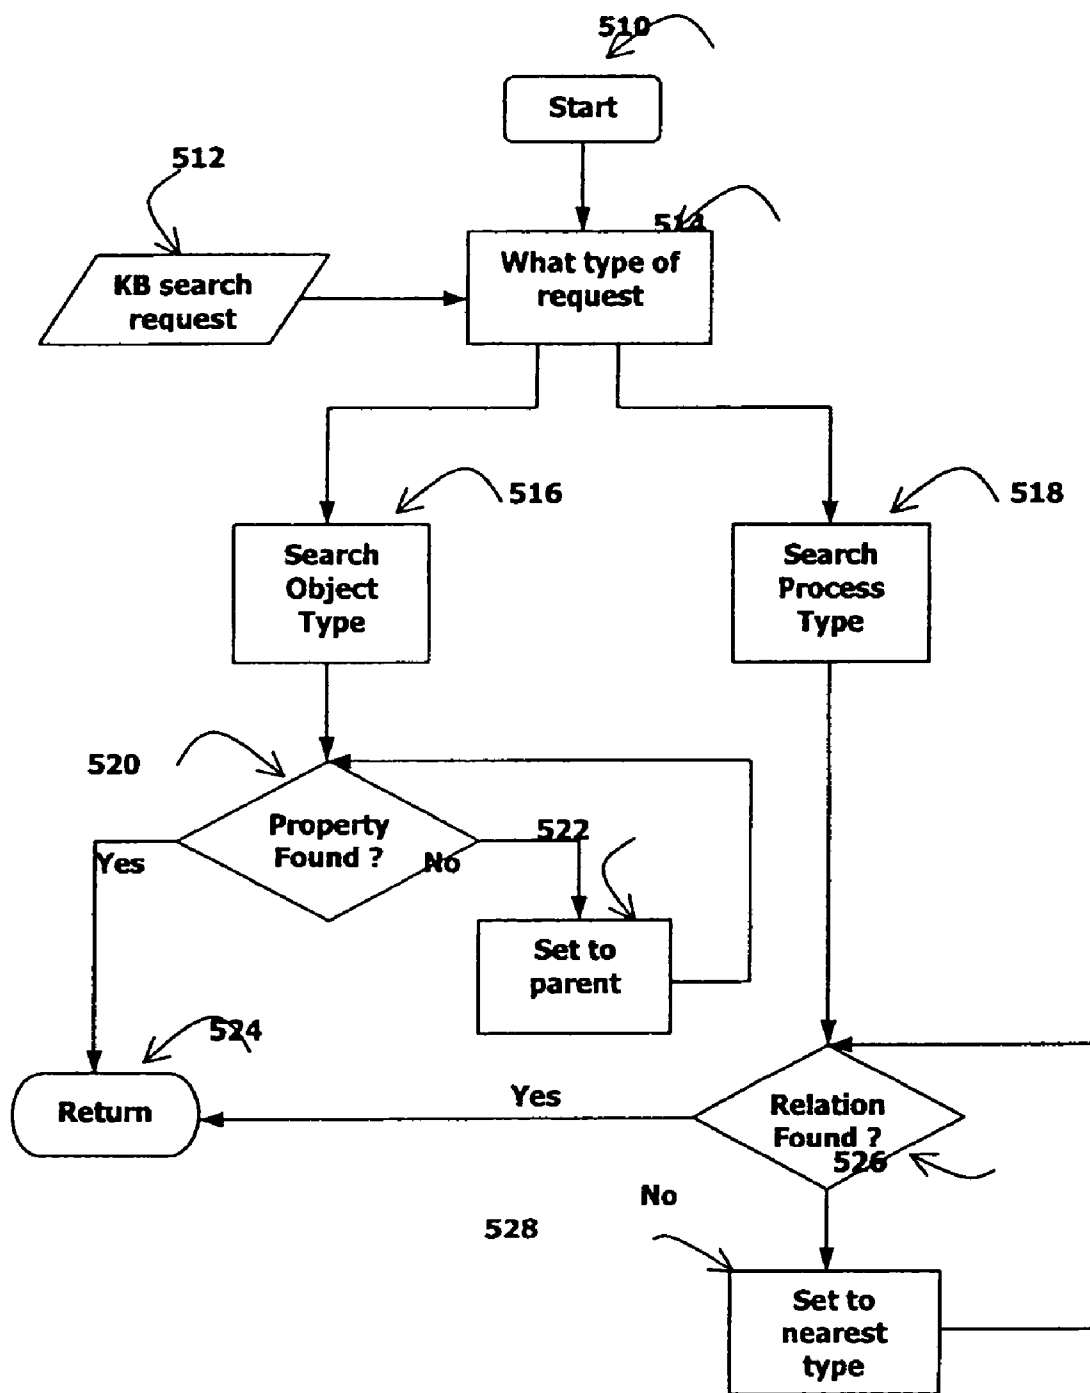 510
Start
512
514
What type of
request
KB search
request
516
518
Search
Object
Type
Search
Process
Type
520
Property
Found ?
522
Yes
No
Set to
parent
524
Return
Yes
Relation
Found ?
526
No
528
Set to
nearest
type